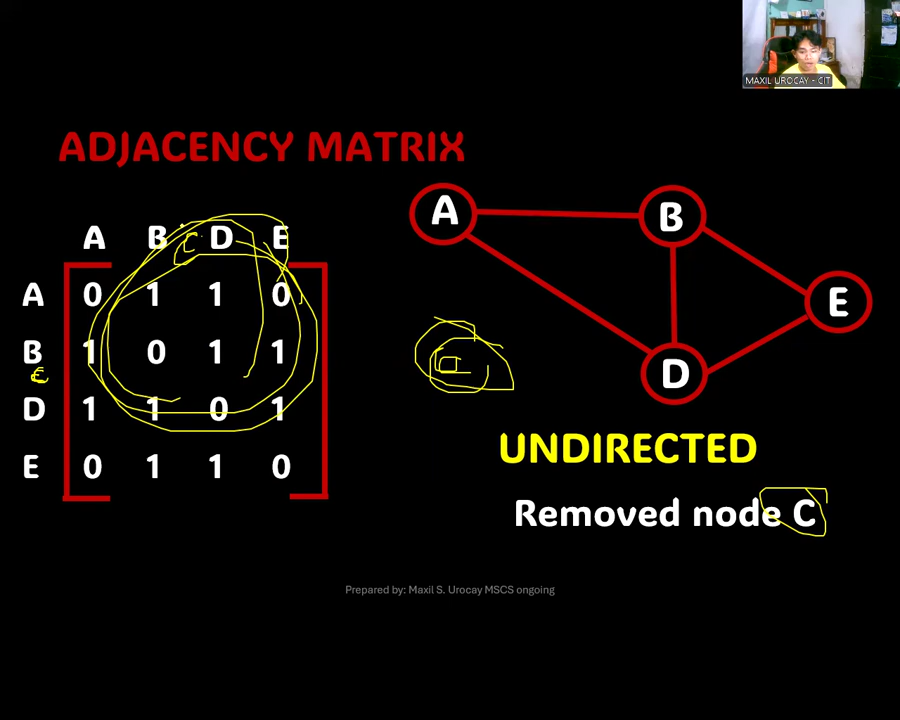 MAXIL UROCAY - CIT
ADJACENCY MATRIX
A B C D E
A 0 1 1 0
B 1 0 1 1
D 1 1 0 1
E 0 1 1 0
A
B
E
D
UNDIRECTED
Removed node C
Prepared by: Maxil S. Urocay MSCS ongoing